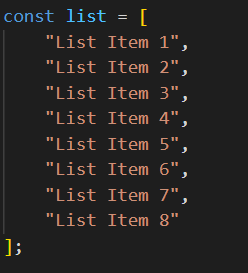 const list = [
    "List Item 1",
    "List Item 2",
    "List Item 3",
    "List Item 4",
    "List Item 5",
    "List Item 6",
    "List Item 7",
    "List Item 8"
];